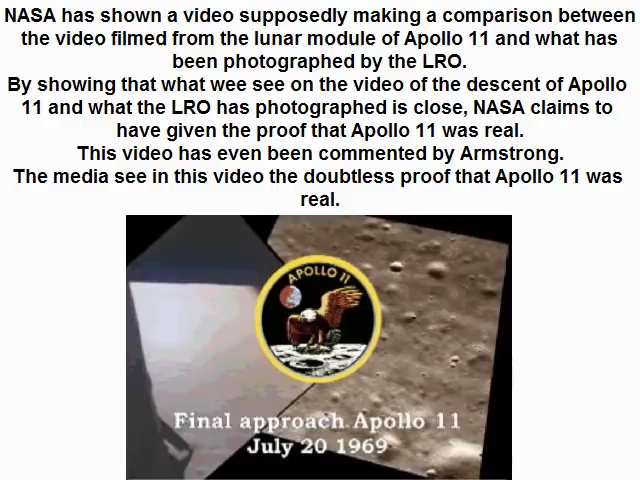 NASA has shown a video supposedly making a comparison between
the video filmed from the lunar module of Apollo 11 and what has
been photographed by the LRO.
By showing that what wee see on the video of the descent of Apollo
11 and what the LRO has photographed is close, NASA claims to
have given the proof that Apollo 11 was real.
This video has even been commented by Armstrong.
The media see in this video the doubtless proof that Apollo 11 was
real.
APOLLO 11
Final approach Apollo 11
July 20 1969